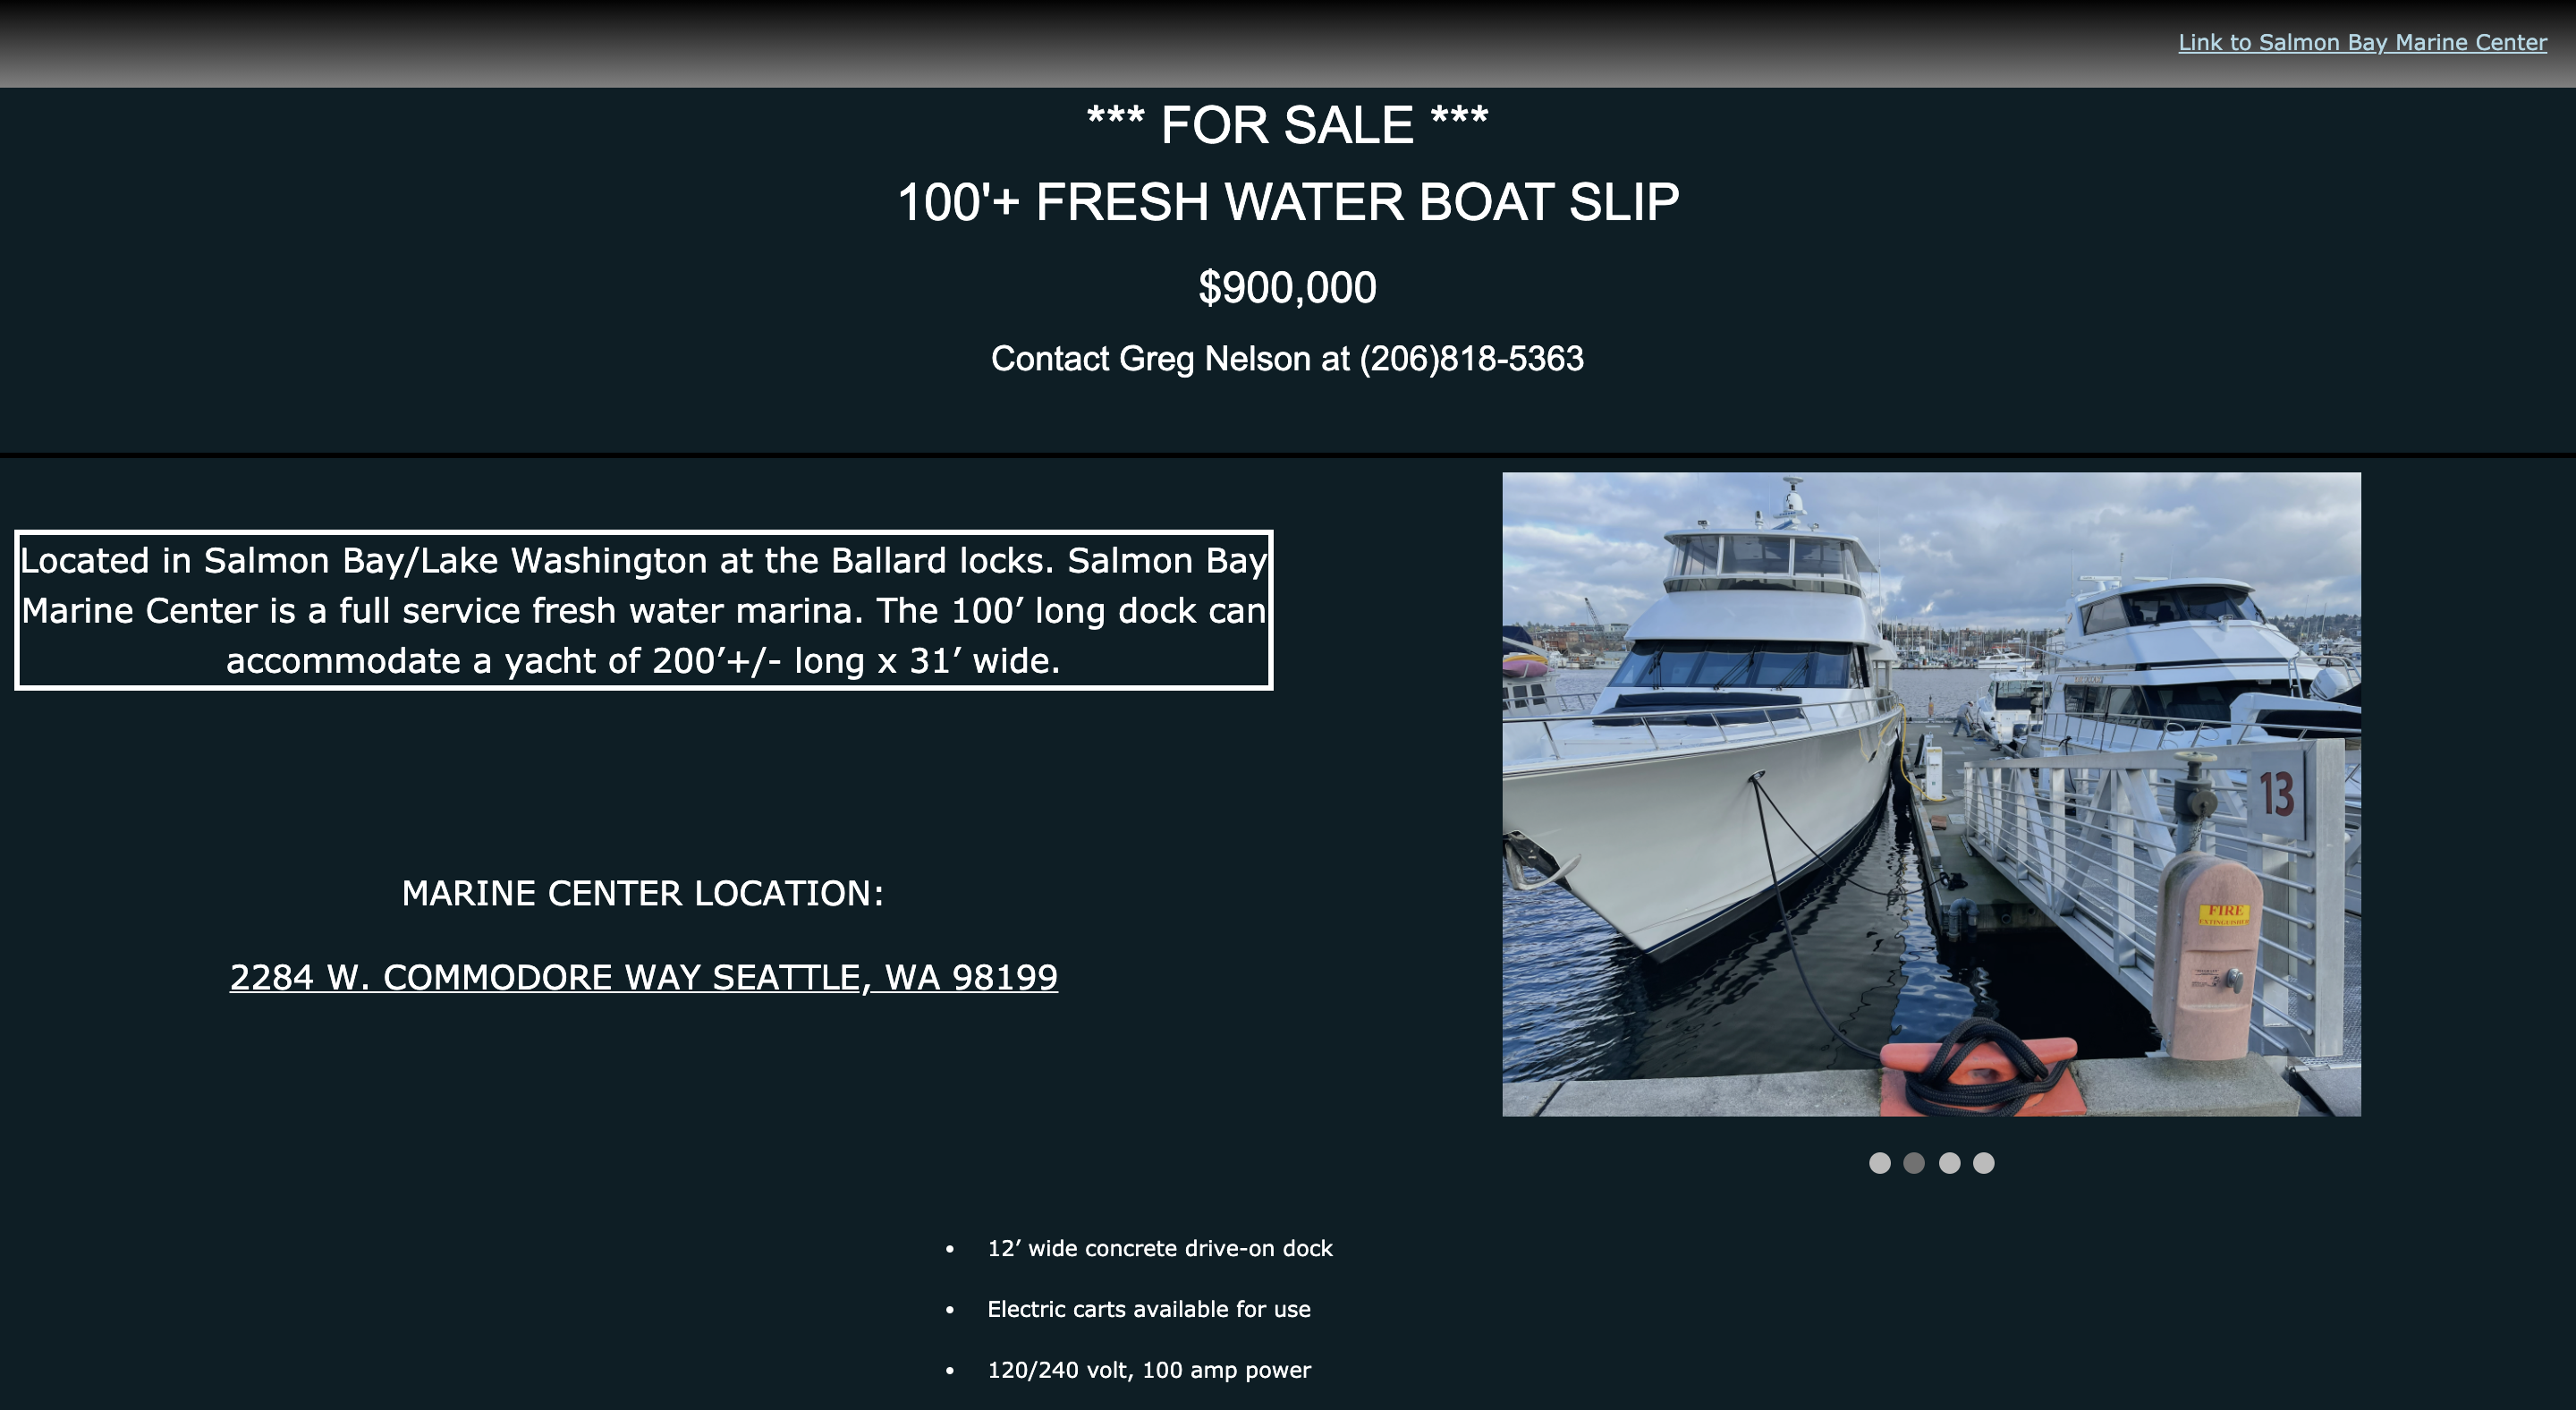 Link to Salmon Bay Marine Center
*** FOR SALE ***
100'+ FRESH WATER BOAT SLIP
$900,000
Contact Greg Nelson at (206)818-5363
Located in Salmon Bay/Lake Washington at the Ballard locks. Salmon Bay
Marine Center is a full service fresh water marina. The 100’ long dock can
accommodate a yacht of 200’+/- long x 31’ wide.
MARINE CENTER LOCATION:
2284 W. COMMODORE WAY SEATTLE, WA 98199
13
FIRE
EXTINGUISHER
• 12’ wide concrete drive-on dock
• Electric carts available for use
• 120/240 volt, 100 amp power